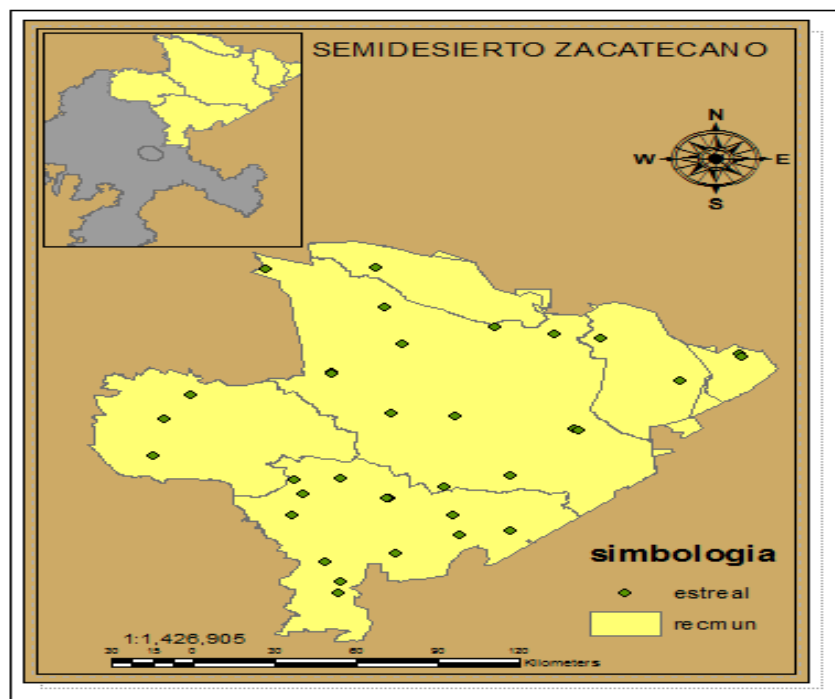 SEMIDESIERTO ZACATECANO
N
W E
S
simbologia
estreal
recmun
1:1,426,905
30 15 0 30 60 90 120
Kilometers